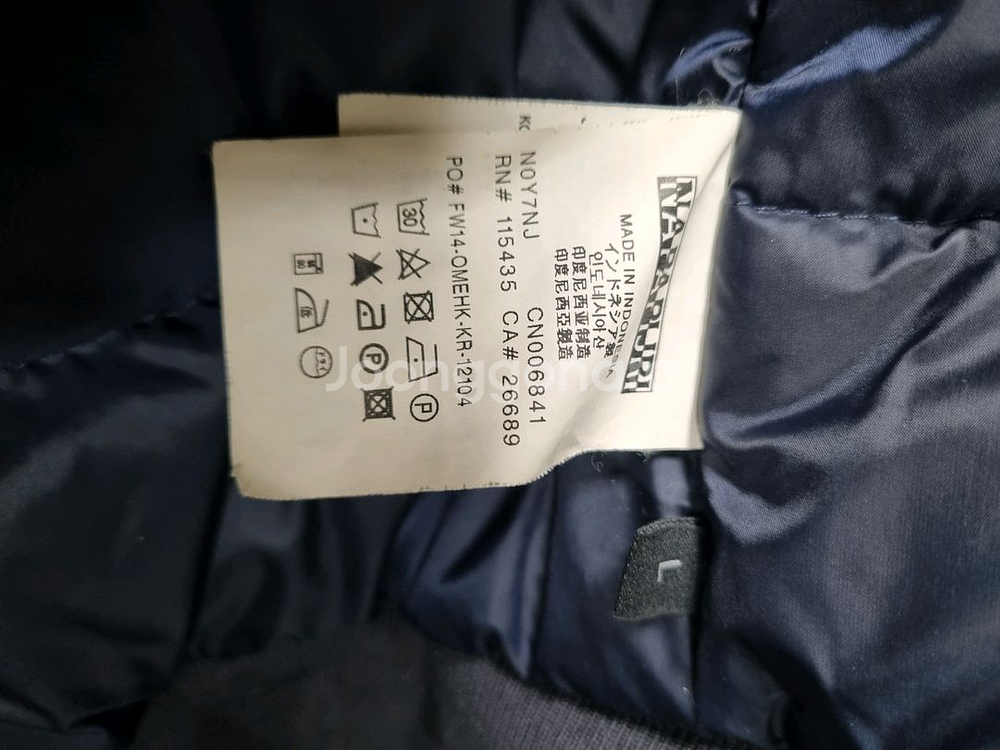 NAPAPIJRI
MADE IN INDONESIA
インドネシア製
인도네시아산
印度尼西亚制造
印度尼西亞製造
N0Y7NJ CN006841
RN# 115435 CA# 26689
PO# FW14-OMEHK-KR-12104
30
P
P
L